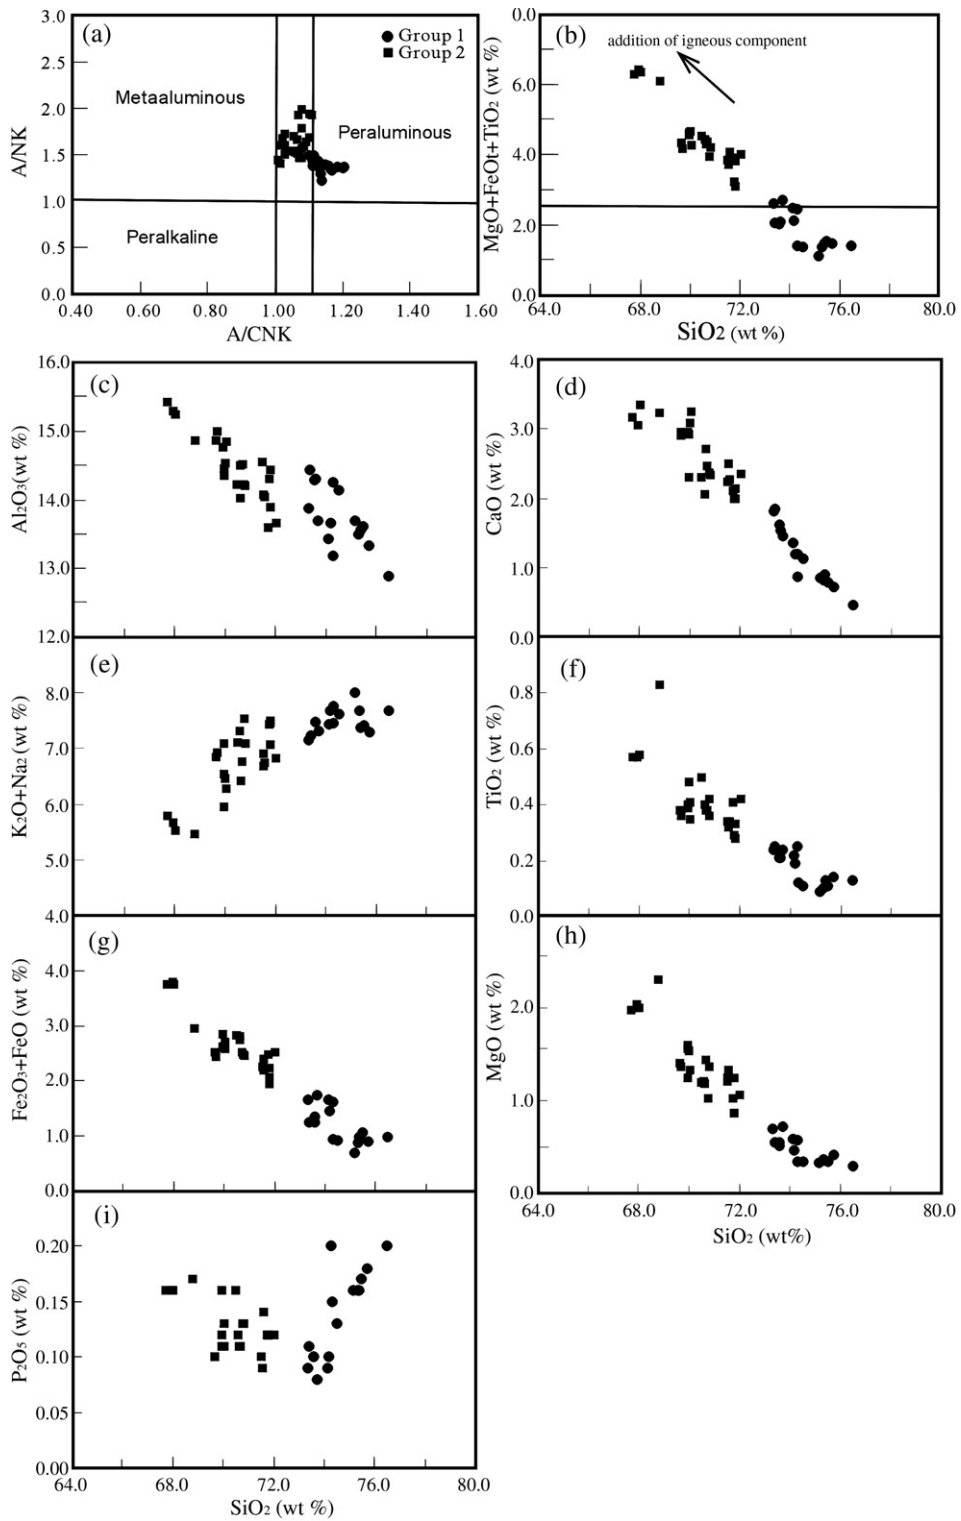 (a)
Group 1
Group 2
Metaaluminous
Peraluminous
Peralkaline
3.0
2.5
2.0
1.5
1.0
0.5
0.0
A/NK
0.40
0.60
0.80
1.00
1.20
1.40
1.60
A/CNK
(b)
addition of igneous component
0.0
6.0
4.0
2.0
0.0
MgO+FeOt+TiO2 (wt %)
64.0
68.0
72.0
76.0
80.0
SiO2 (wt %)
(c)
16.0
15.0
14.0
13.0
12.0
Al2O3(wt %)
(d)
4.0
3.0
2.0
1.0
0.0
CaO (wt %)
(e)
8.0
7.0
6.0
5.0
4.0
K2O+Na2 (wt %)
(f)
0.8
0.6
0.4
0.2
0.0
TiO2 (wt %)
(g)
4.0
3.0
2.0
1.0
0.0
Fe2O3+FeO (wt %)
(h)
2.0
1.0
0.0
MgO (wt %)
64.0
68.0
72.0
76.0
80.0
SiO2 (wt%)
(i)
0.20
0.15
0.10
0.05
0.00
P2O5 (wt %)
64.0
68.0
72.0
76.0
80.0
SiO2 (wt %)